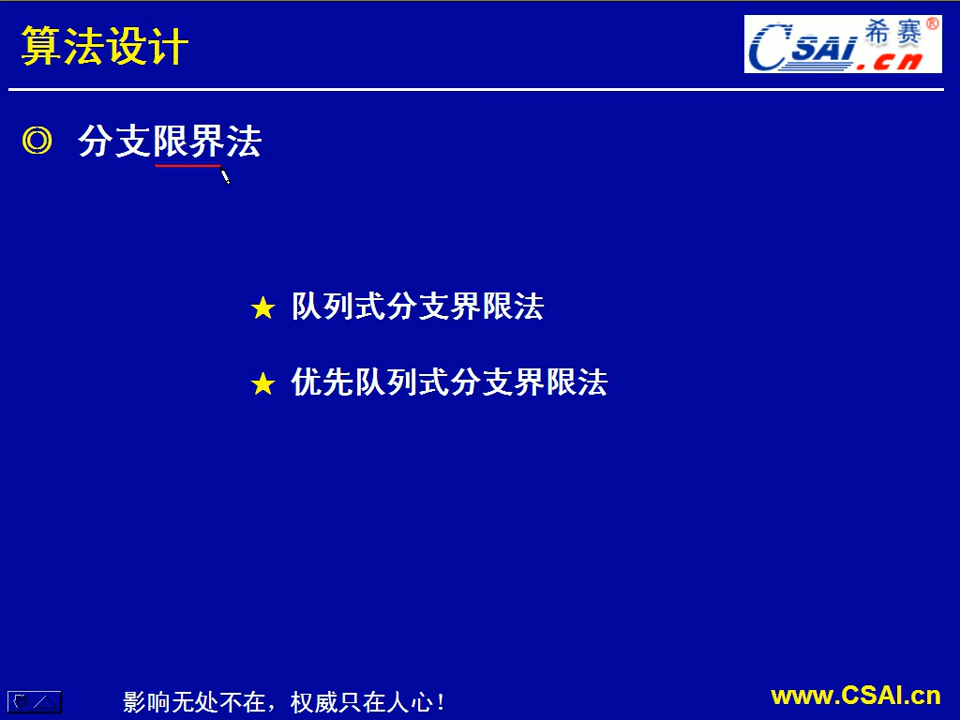 算法设计
CSAI.cn 希赛®
◎ 分支限界法
★ 队列式分支界限法
★ 优先队列式分支界限法
影响无处不在，权威只在人心！
www.CSAI.cn